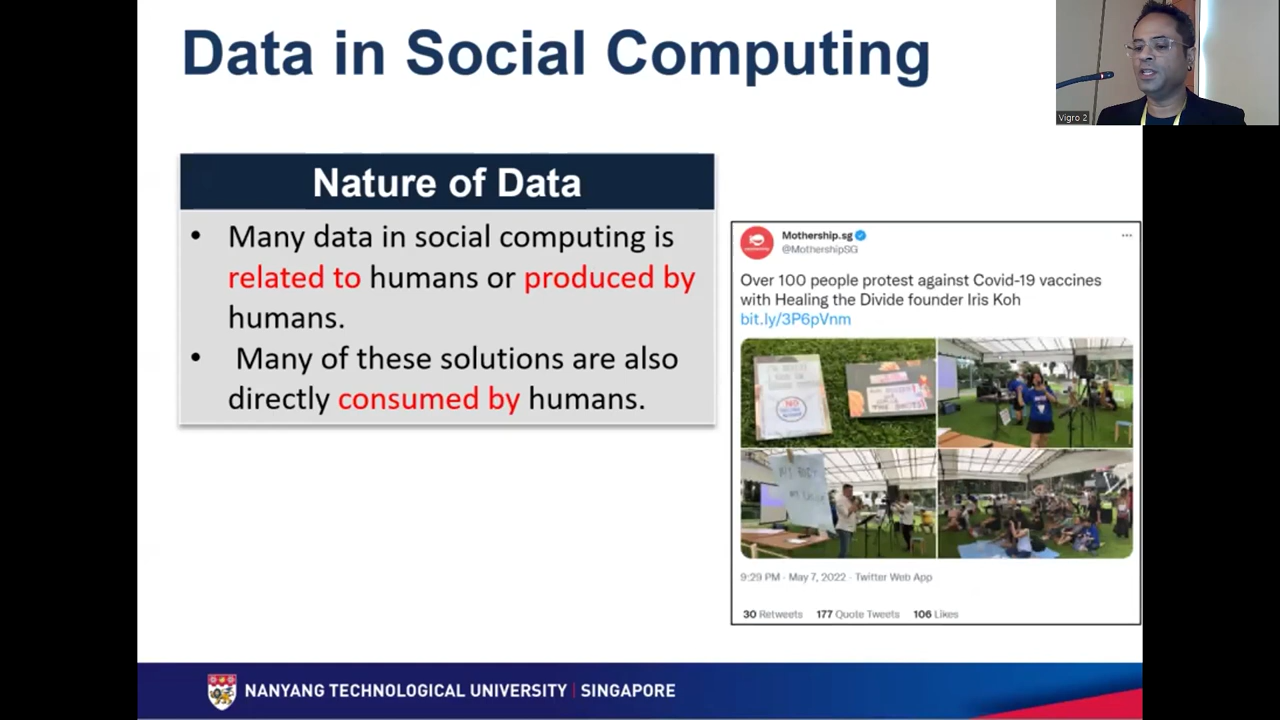 Data in Social Computing
Vigro 2
Nature of Data
• Many data in social computing is
related to humans or produced by
humans.
• Many of these solutions are also
directly consumed by humans.
Mothership.sg
@MothershipSG
Over 100 people protest against Covid-19 vaccines
with Healing the Divide founder Iris Koh
bit.ly/3P6pVnm
NO
9:29 PM · May 7, 2022 · Twitter Web App
30 Retweets 177 Quote Tweets 106 Likes
NANYANG TECHNOLOGICAL UNIVERSITY | SINGAPORE